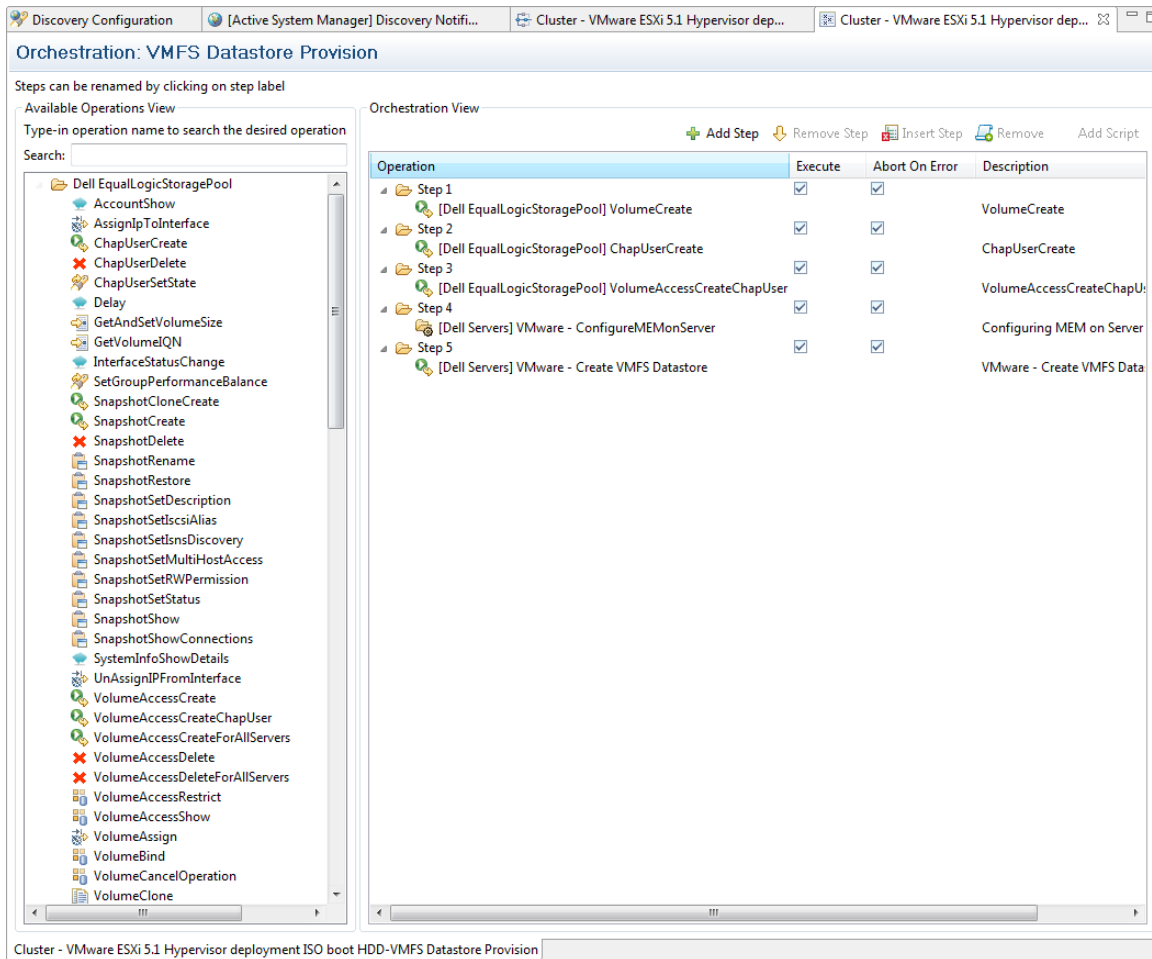 Discovery Configuration
[Active System Manager] Discovery Notifi...
Cluster - VMware ESXi 5.1 Hypervisor dep...
Cluster - VMware ESXi 5.1 Hypervisor dep...
Orchestration: VMFS Datastore Provision
Steps can be renamed by clicking on step label
Available Operations View
Type-in operation name to search the desired operation
Search:
Dell EqualLogicStoragePool
AccountShow
AssignIpToInterface
ChapUserCreate
ChapUserDelete
ChapUserSetState
Delay
GetAndSetVolumeSize
GetVolumeIQN
InterfaceStatusChange
SetGroupPerformanceBalance
SnapshotCloneCreate
SnapshotCreate
SnapshotDelete
SnapshotRename
SnapshotRestore
SnapshotSetDescription
SnapshotSetIscsiAlias
SnapshotSetIsnsDiscovery
SnapshotSetMultiHostAccess
SnapshotSetRWPermission
SnapshotSetStatus
SnapshotShow
SnapshotShowConnections
SystemInfoShowDetails
UnAssignIPFromInterface
VolumeAccessCreate
VolumeAccessCreateChapUser
VolumeAccessCreateForAllServers
VolumeAccessDelete
VolumeAccessDeleteForAllServers
VolumeAccessRestrict
VolumeAccessShow
VolumeAssign
VolumeBind
VolumeCancelOperation
VolumeClone
Orchestration View
Add Step Remove Step Insert Step Remove Add Script
Operation Execute Abort On Error Description
Step 1
[Dell EqualLogicStoragePool] VolumeCreate VolumeCreate
Step 2
[Dell EqualLogicStoragePool] ChapUserCreate ChapUserCreate
Step 3
[Dell EqualLogicStoragePool] VolumeAccessCreateChapUser VolumeAccessCreateChapU
Step 4
[Dell Servers] VMware - ConfigureMEMonServer Configuring MEM on Server
Step 5
[Dell Servers] VMware - Create VMFS Datastore VMware - Create VMFS Data
Cluster - VMware ESXi 5.1 Hypervisor deployment ISO boot HDD-VMFS Datastore Provision